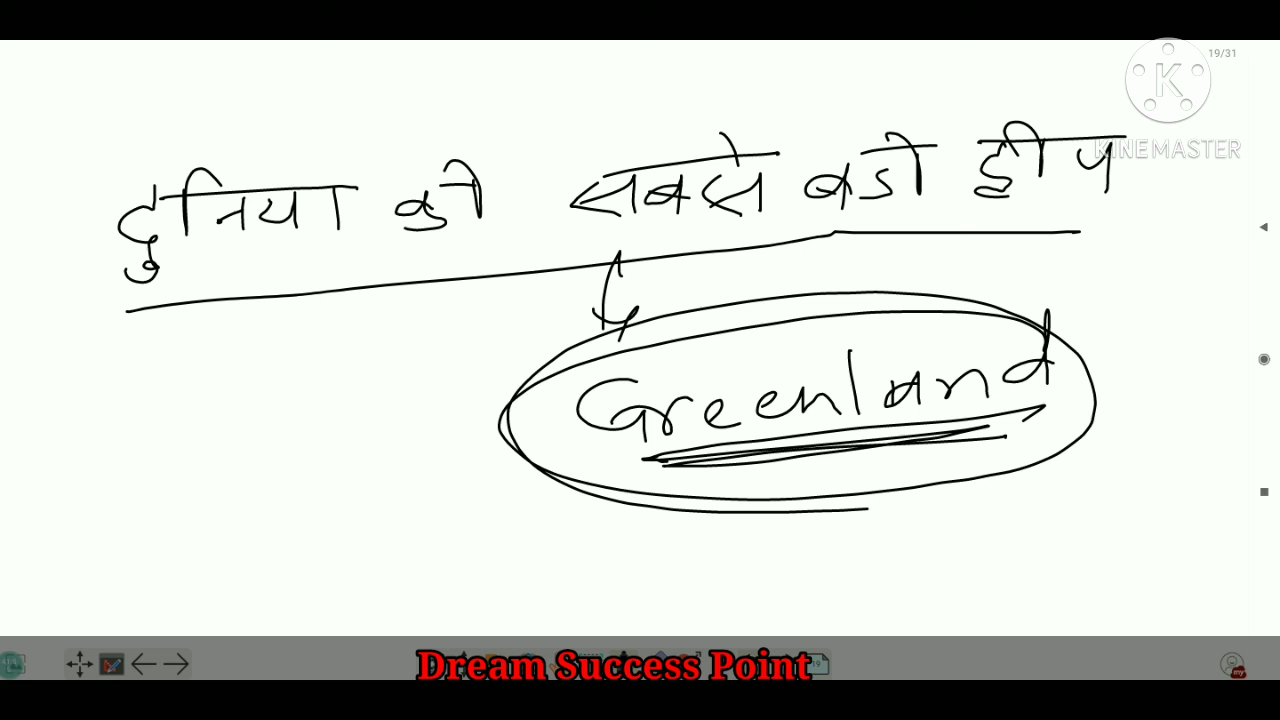 19/31
KINEMASTER
दुनिया की सबसे बडी द्वीप
Greenland
Dream Success Point